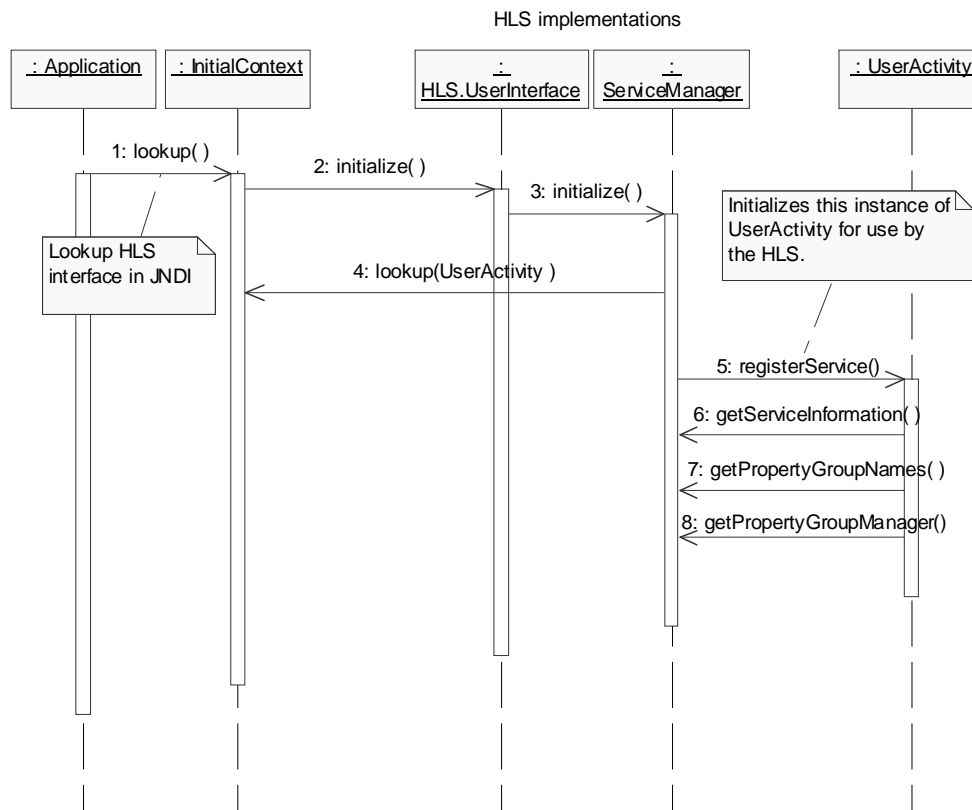 HLS implementations
: Application
: InitialContext
:
HLS.UserInterface
:
ServiceManager
: UserActivity
1: lookup( )
2: initialize( )
3: initialize( )
Initializes this instance of
UserActivity for use by
the HLS.
Lookup HLS
interface in JNDI
4: lookup(UserActivity )
5: registerService()
6: getServiceInformation( )
7: getPropertyGroupNames( )
8: getPropertyGroupManager()